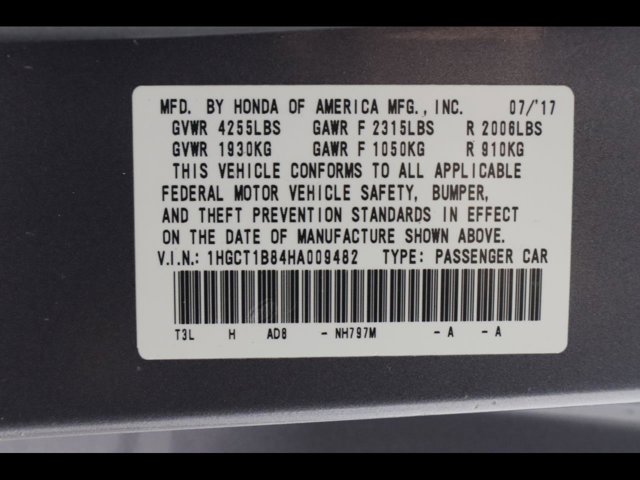 MFD. BY HONDA OF AMERICA MFG., INC. 07/'17
GVWR 4255LBS GAWR F 2315LBS R 2006LBS
GVWR 1930KG GAWR F 1050KG R 910KG
THIS VEHICLE CONFORMS TO ALL APPLICABLE
FEDERAL MOTOR VEHICLE SAFETY, BUMPER,
AND THEFT PREVENTION STANDARDS IN EFFECT
ON THE DATE OF MANUFACTURE SHOWN ABOVE.
V.I.N.: 1HGCT1B84HA009482 TYPE: PASSENGER CAR
T3L H AD8 - NH797M - A - A